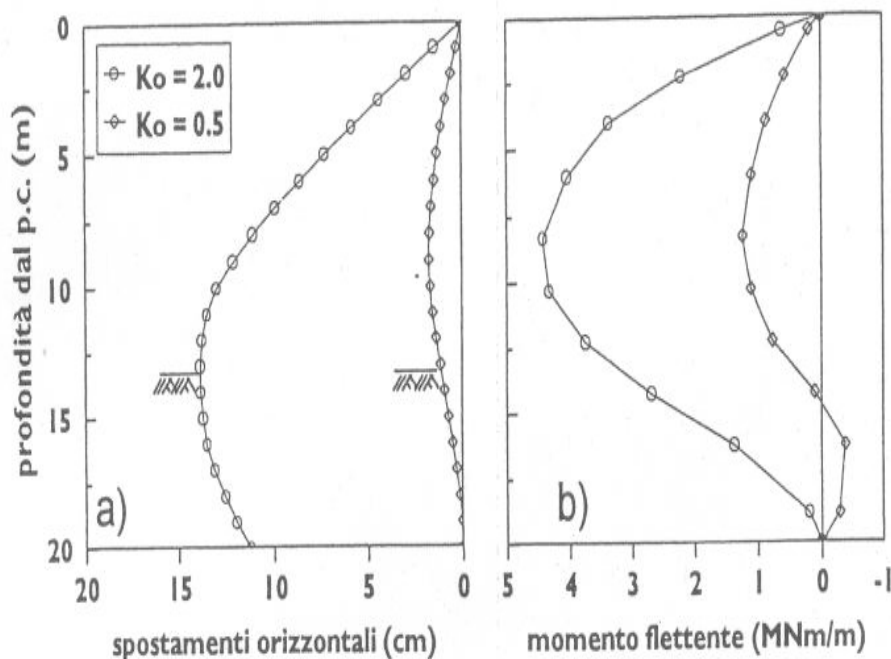 Ko = 2.0
Ko = 0.5
profondità dal p.c. (m)
0
5
10
15
20
a)
20 15 10 5 0
spostamenti orizzontali (cm)
b)
5 4 3 2 1 0 -1
momento flettente (MNm/m)